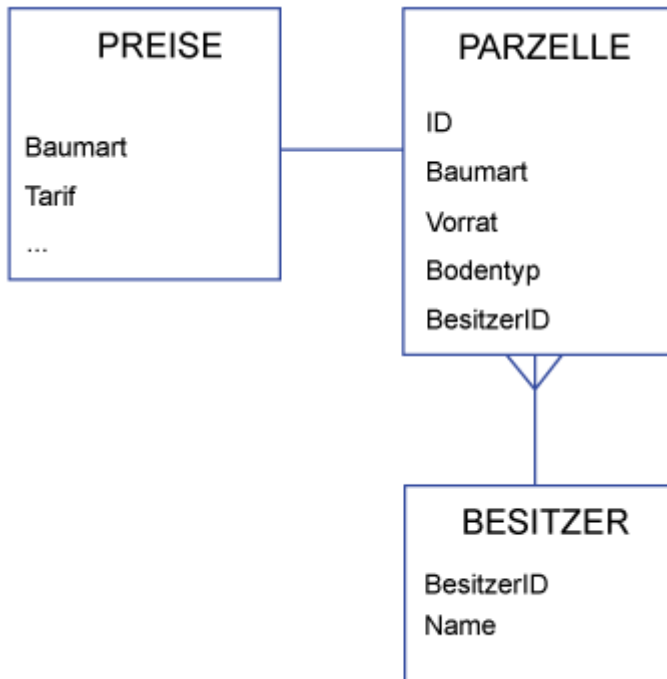 PREISE
Baumart
Tarif
...
PARZELLE
ID
Baumart
Vorrat
Bodentyp
BesitzerID
BESITZER
BesitzerID
Name